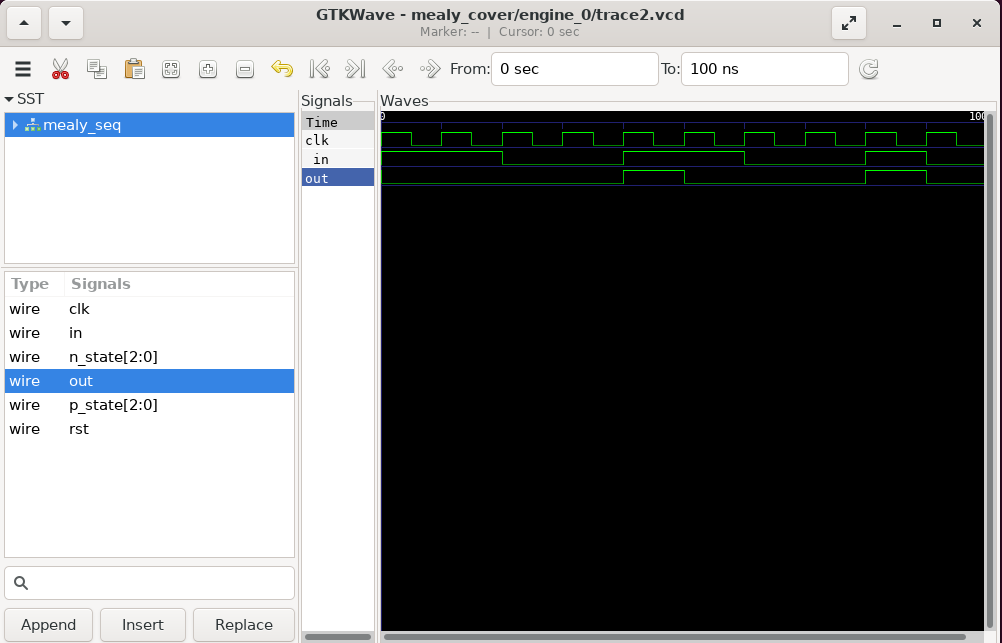 GTKWave - mealy_cover/engine_0/trace2.vcd
Marker: -- | Cursor: 0 sec
From: 0 sec To: 100 ns
SST
mealy_seq
Type Signals
wire clk
wire in
wire n_state[2:0]
wire out
wire p_state[2:0]
wire rst
Append Insert Replace
Signals
Time
clk
in
out
Waves
0 100